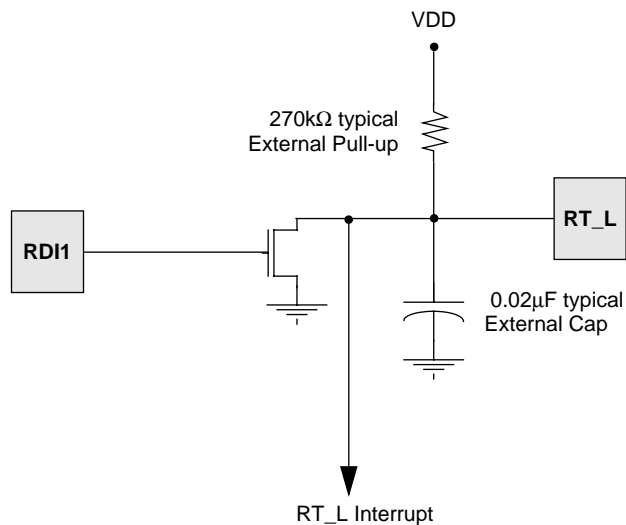 VDD
270kΩ typical
External Pull-up
RDI1
RT_L
0.02µF typical
External Cap
RT_L Interrupt